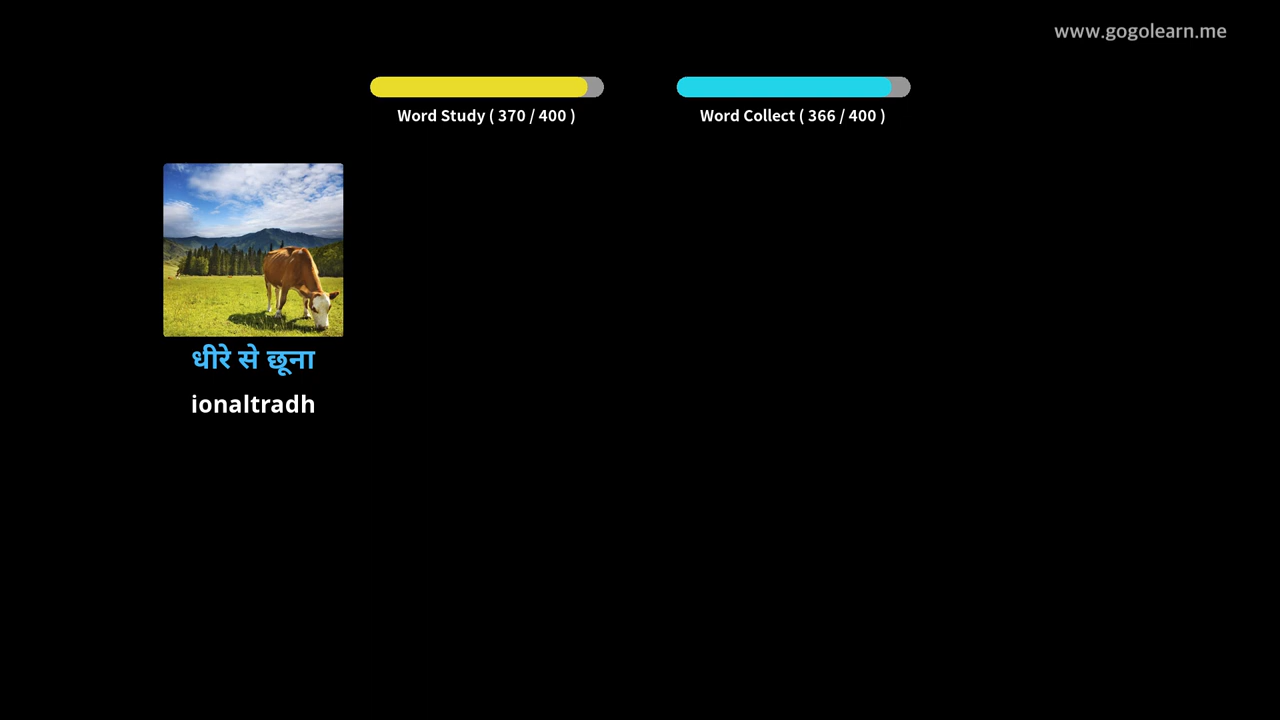 www.gogolearn.me
Word Study ( 370 / 400 )
Word Collect ( 366 / 400 )
धीरे से छूना
ionaltradh